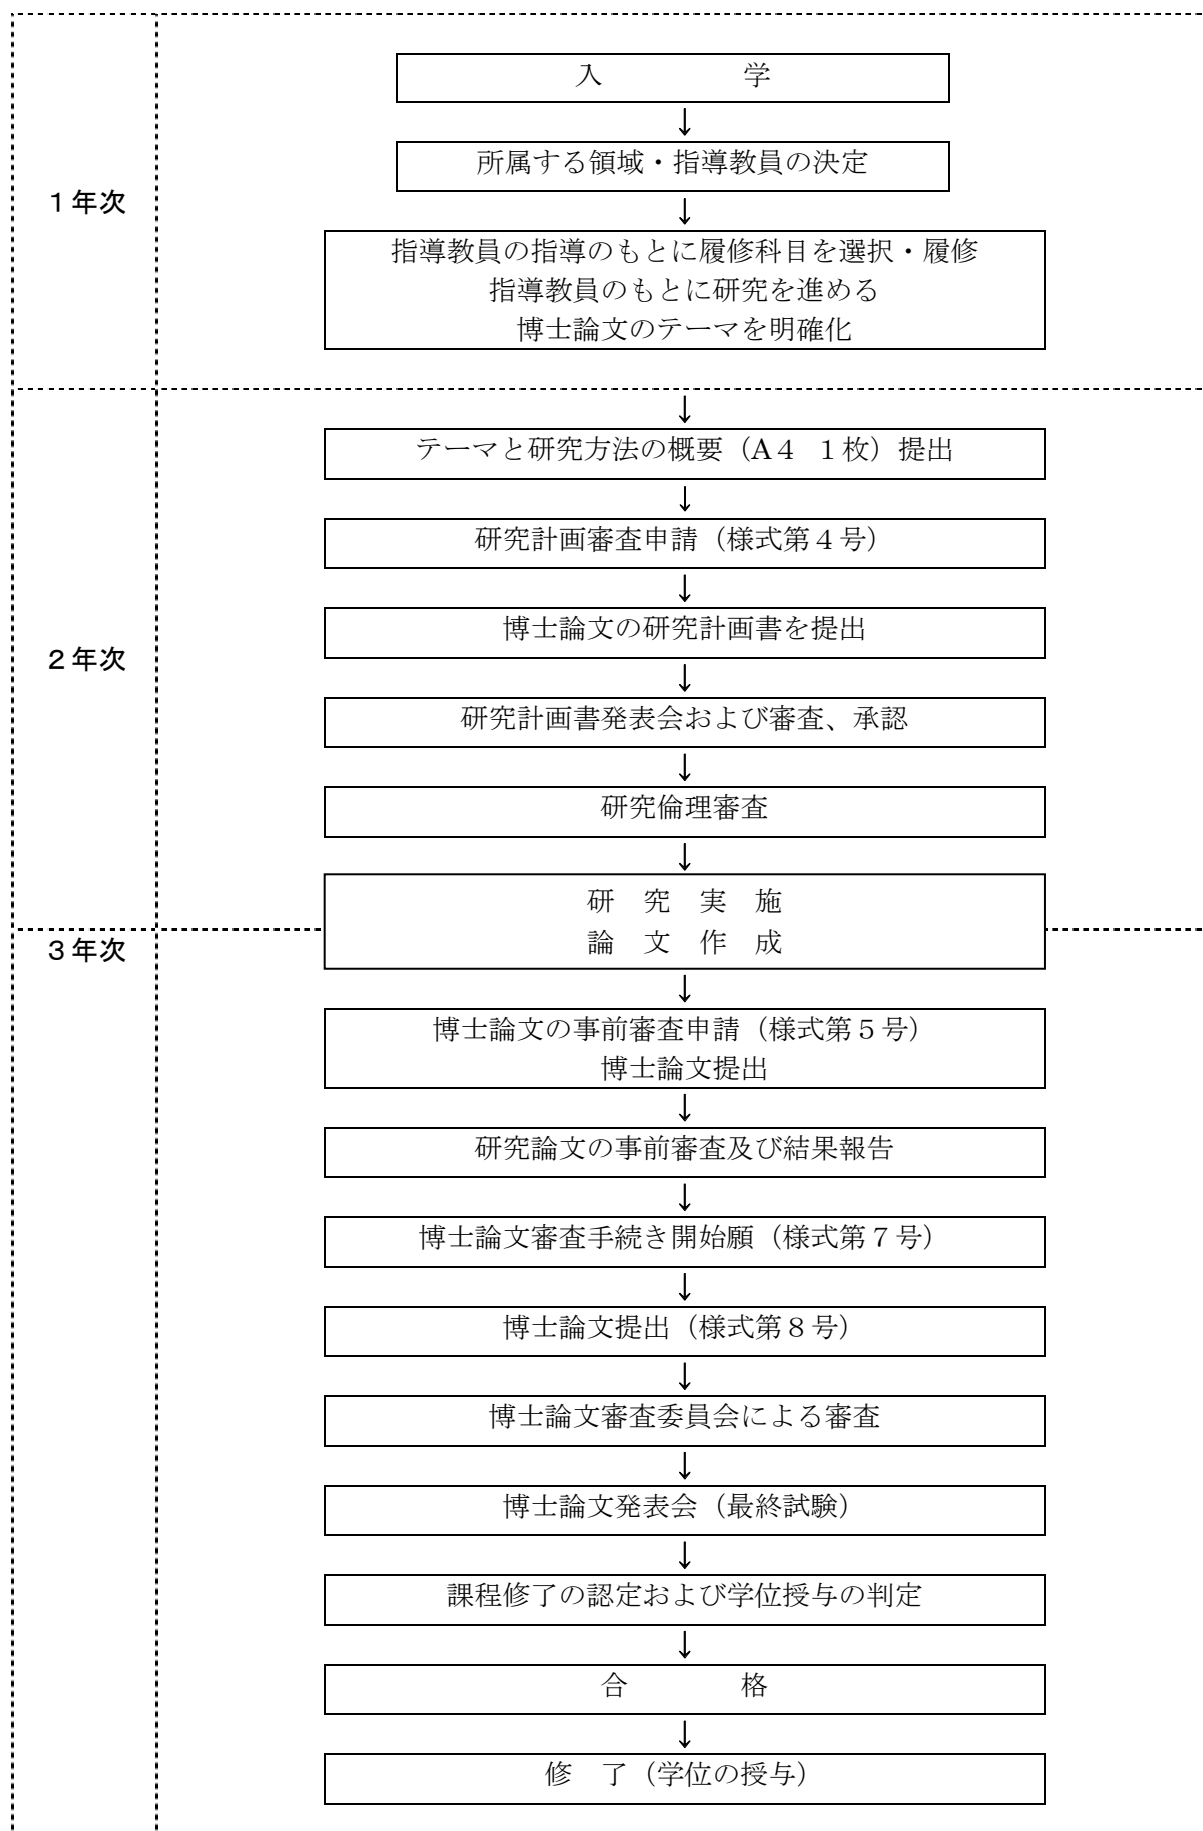 1年次
入　　　　　学
↓
所属する領域・指導教員の決定
↓
指導教員の指導のもとに履修科目を選択・履修
指導教員のもとに研究を進める
博士論文のテーマを明確化
↓
2年次
テーマと研究方法の概要（A４　１枚）提出
↓
研究計画審査申請（様式第４号）
↓
博士論文の研究計画書を提出
↓
研究計画書発表会および審査、承認
↓
研究倫理審査
↓
研　究　実　施
論　文　作　成
3年次
↓
博士論文の事前審査申請（様式第５号）
博士論文提出
↓
研究論文の事前審査及び結果報告
↓
博士論文審査手続き開始願（様式第７号）
↓
博士論文提出（様式第８号）
↓
博士論文審査委員会による審査
↓
博士論文発表会（最終試験）
↓
課程修了の認定および学位授与の判定
↓
合　　　　格
↓
修　了（学位の授与）